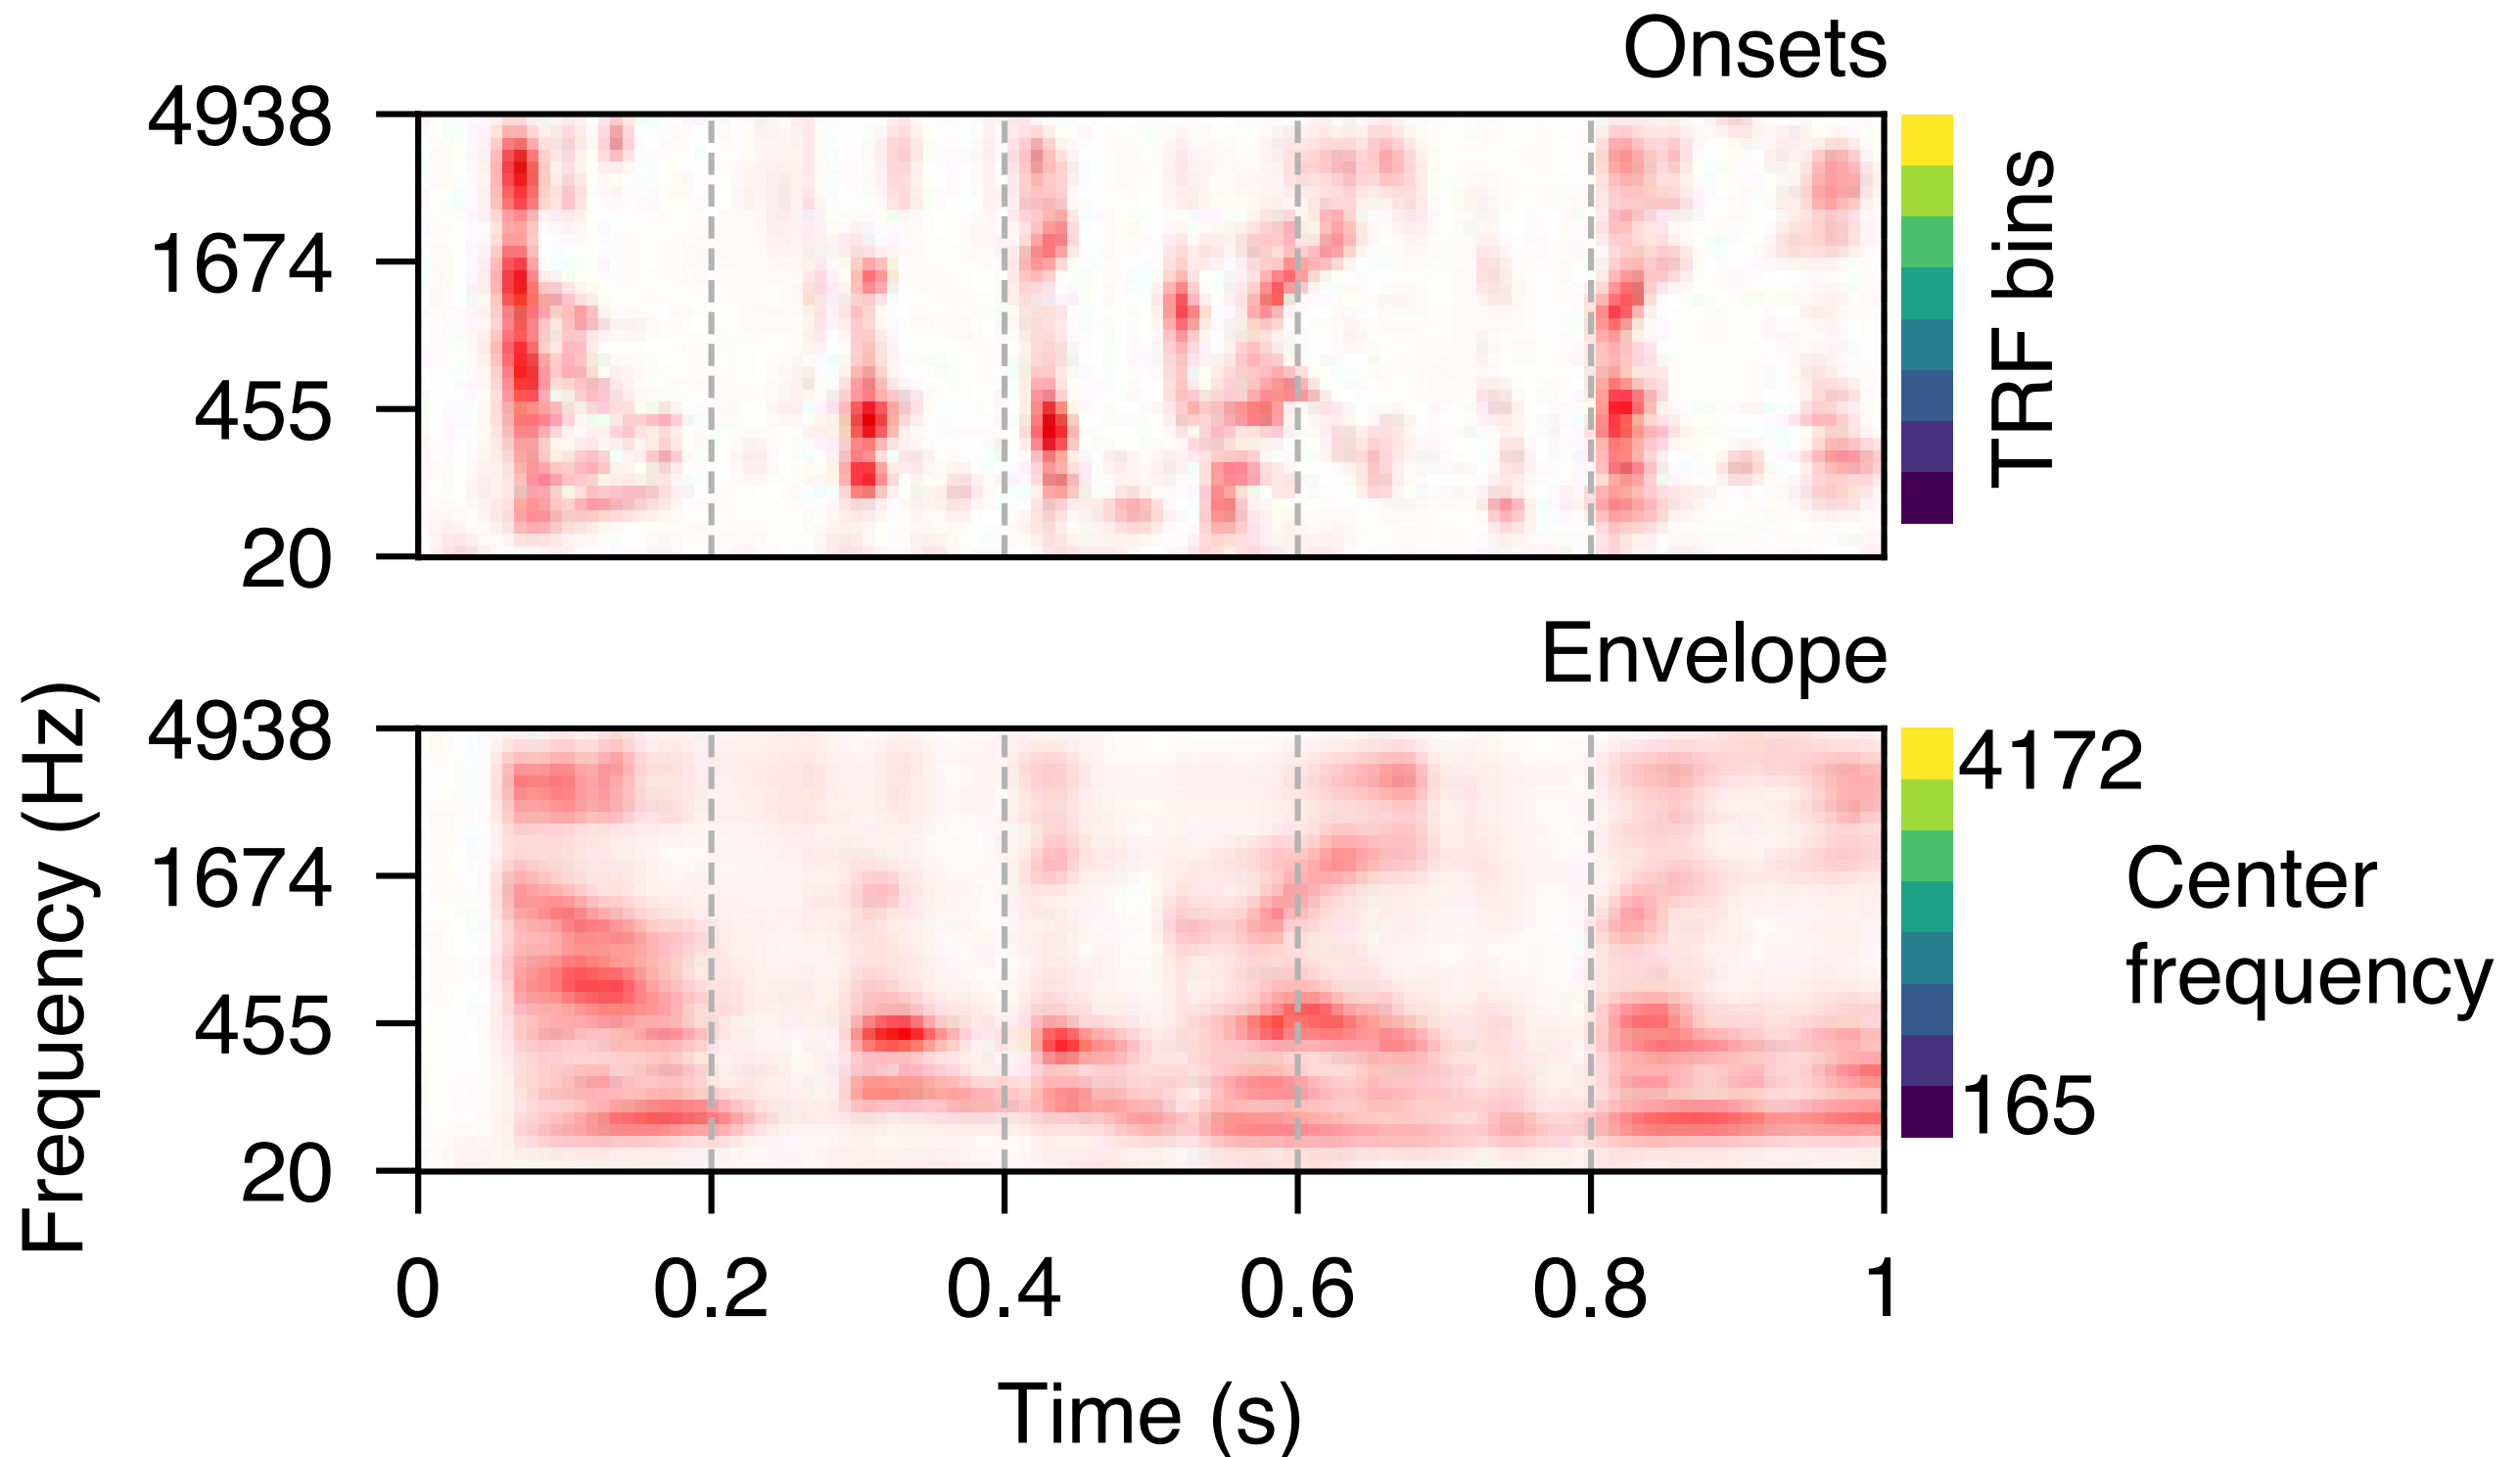 Onsets
4938
1674
455
20
TRF bins
Envelope
Frequency (Hz)
4938
1674
455
20
4172
Center
frequency
165
0 0.2 0.4 0.6 0.8 1
Time (s)